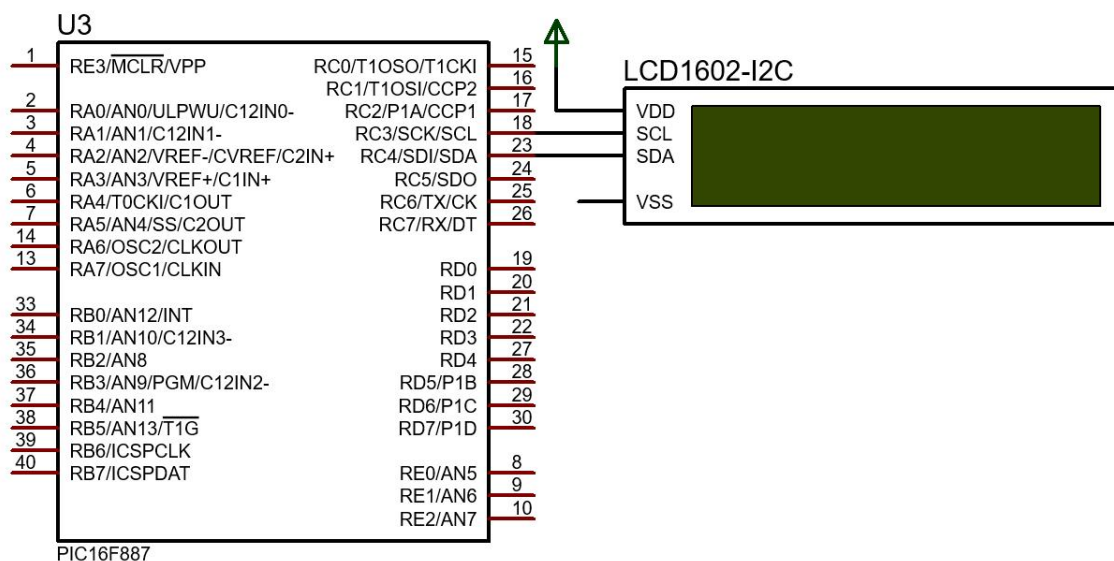 U3
1 RE3/MCLR/VPP RC0/T1OSO/T1CKI 15
RC1/T1OSI/CCP2 16
2 RA0/AN0/ULPWU/C12IN0- RC2/P1A/CCP1 17
3 RA1/AN1/C12IN1- RC3/SCK/SCL 18
4 RA2/AN2/VREF-/CVREF/C2IN+ RC4/SDI/SDA 23
5 RA3/AN3/VREF+/C1IN+ RC5/SDO 24
6 RA4/T0CKI/C1OUT RC6/TX/CK 25
7 RA5/AN4/SS/C2OUT RC7/RX/DT 26
14 RA6/OSC2/CLKOUT
13 RA7/OSC1/CLKIN RD0 19
RD1 20
33 RB0/AN12/INT RD2 21
34 RB1/AN10/C12IN3- RD3 22
35 RB2/AN8 RD4 27
36 RB3/AN9/PGM/C12IN2- RD5/P1B 28
37 RB4/AN11 RD6/P1C 29
38 RB5/AN13/T1G RD7/P1D 30
39 RB6/ICSPCLK
40 RB7/ICSPDAT RE0/AN5 8
RE1/AN6 9
RE2/AN7 10
PIC16F887
LCD1602-I2C
VDD
SCL
SDA
VSS